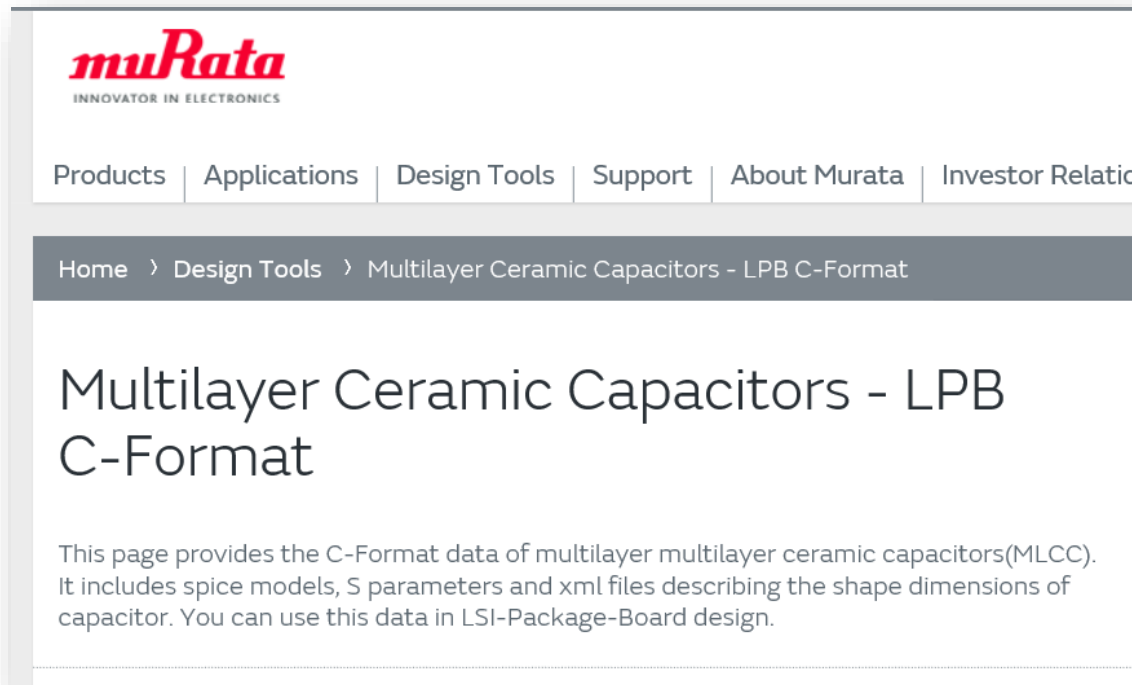 muRata
INNOVATOR IN ELECTRONICS
Products | Applications | Design Tools | Support | About Murata | Investor
Home 〉 Design Tools 〉 Multilayer Ceramic Capacitors - LPB C-Format
Multilayer Ceramic Capacitors - LPB
C-Format
This page provides the C-Format data of multilayer multilayer ceramic capacitors(MLCC).
It includes spice models, S parameters and xml files describing the shape dimensions of
capacitor. You can use this data in LSI-Package-Board design.